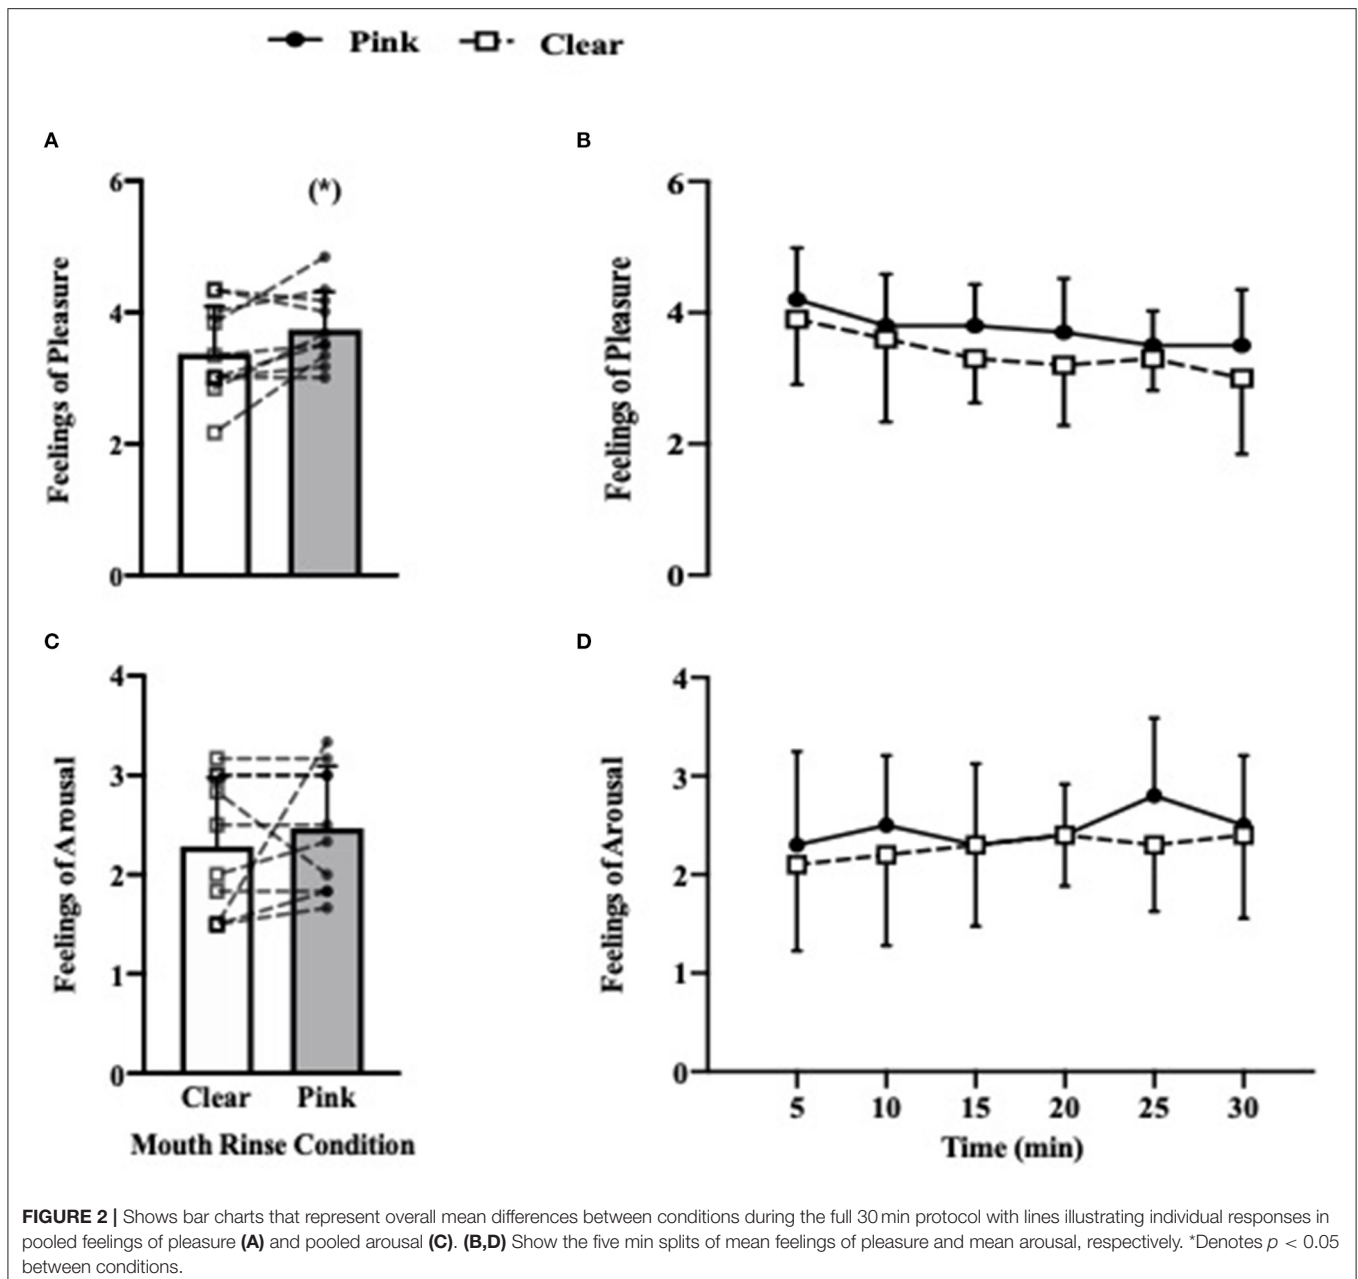 Pink Clear
A
B
6
(*)
4
2
0
Feelings of Pleasure
6
4
2
0
Feelings of Pleasure
C
D
4
3
2
1
0
Feelings of Arousal
Clear Pink
Mouth Rinse Condition
4
3
2
1
0
Feelings of Arousal
5 10 15 20 25 30
Time (min)
FIGURE 2 | Shows bar charts that represent overall mean differences between conditions during the full 30 min protocol with lines illustrating individual responses in
pooled feelings of pleasure (A) and pooled arousal (C). (B,D) Show the five min splits of mean feelings of pleasure and mean arousal, respectively. *Denotes p < 0.05
between conditions.